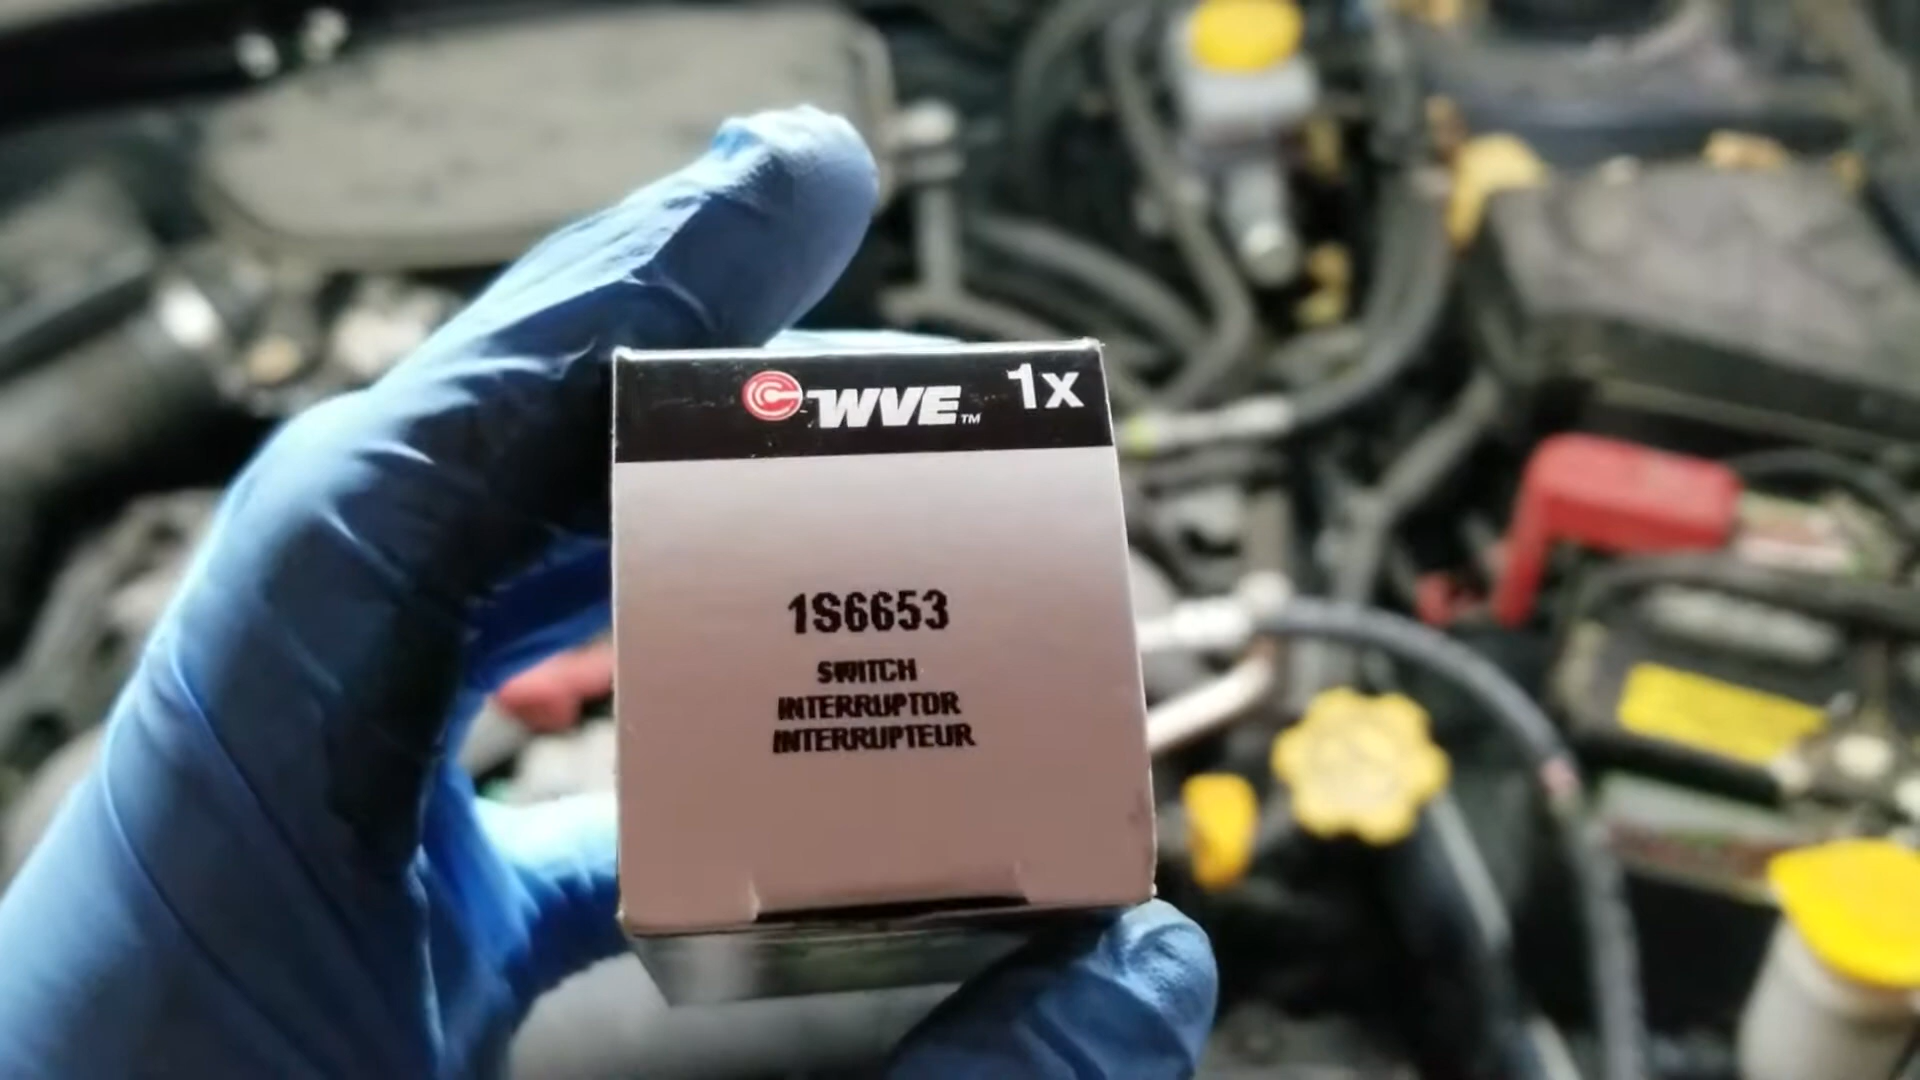 WVE™ 1x
1S6653
SWITCH
INTERRUPTOR
INTERRUPTEUR